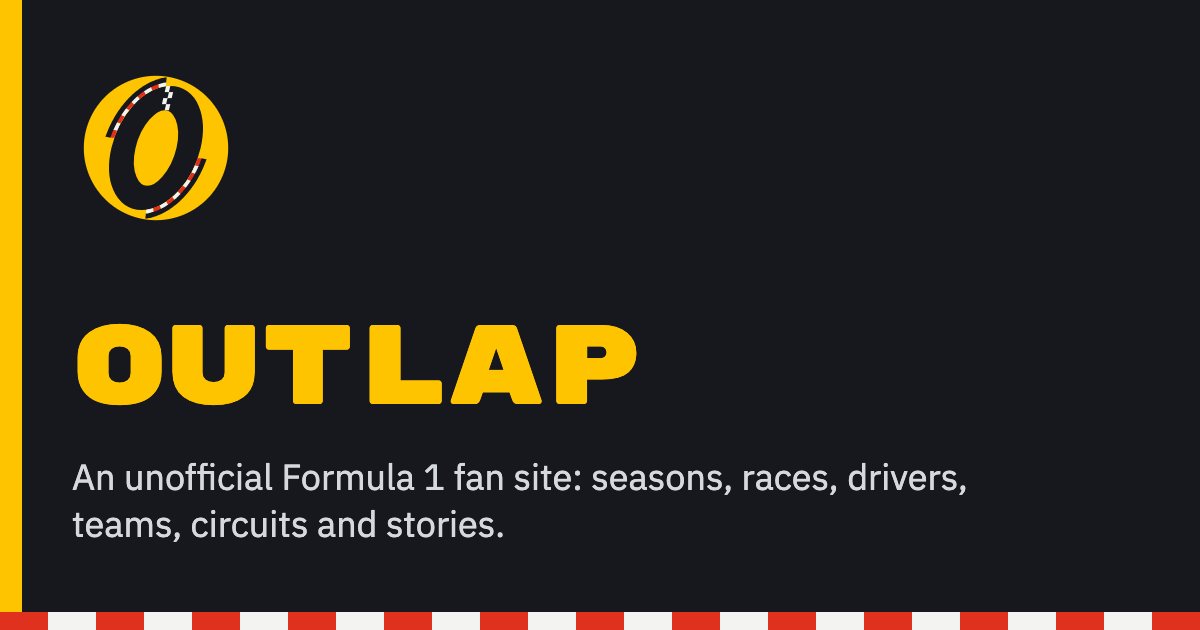 OUTLAP
An unofficial Formula 1 fan site: seasons, races, drivers,
teams, circuits and stories.